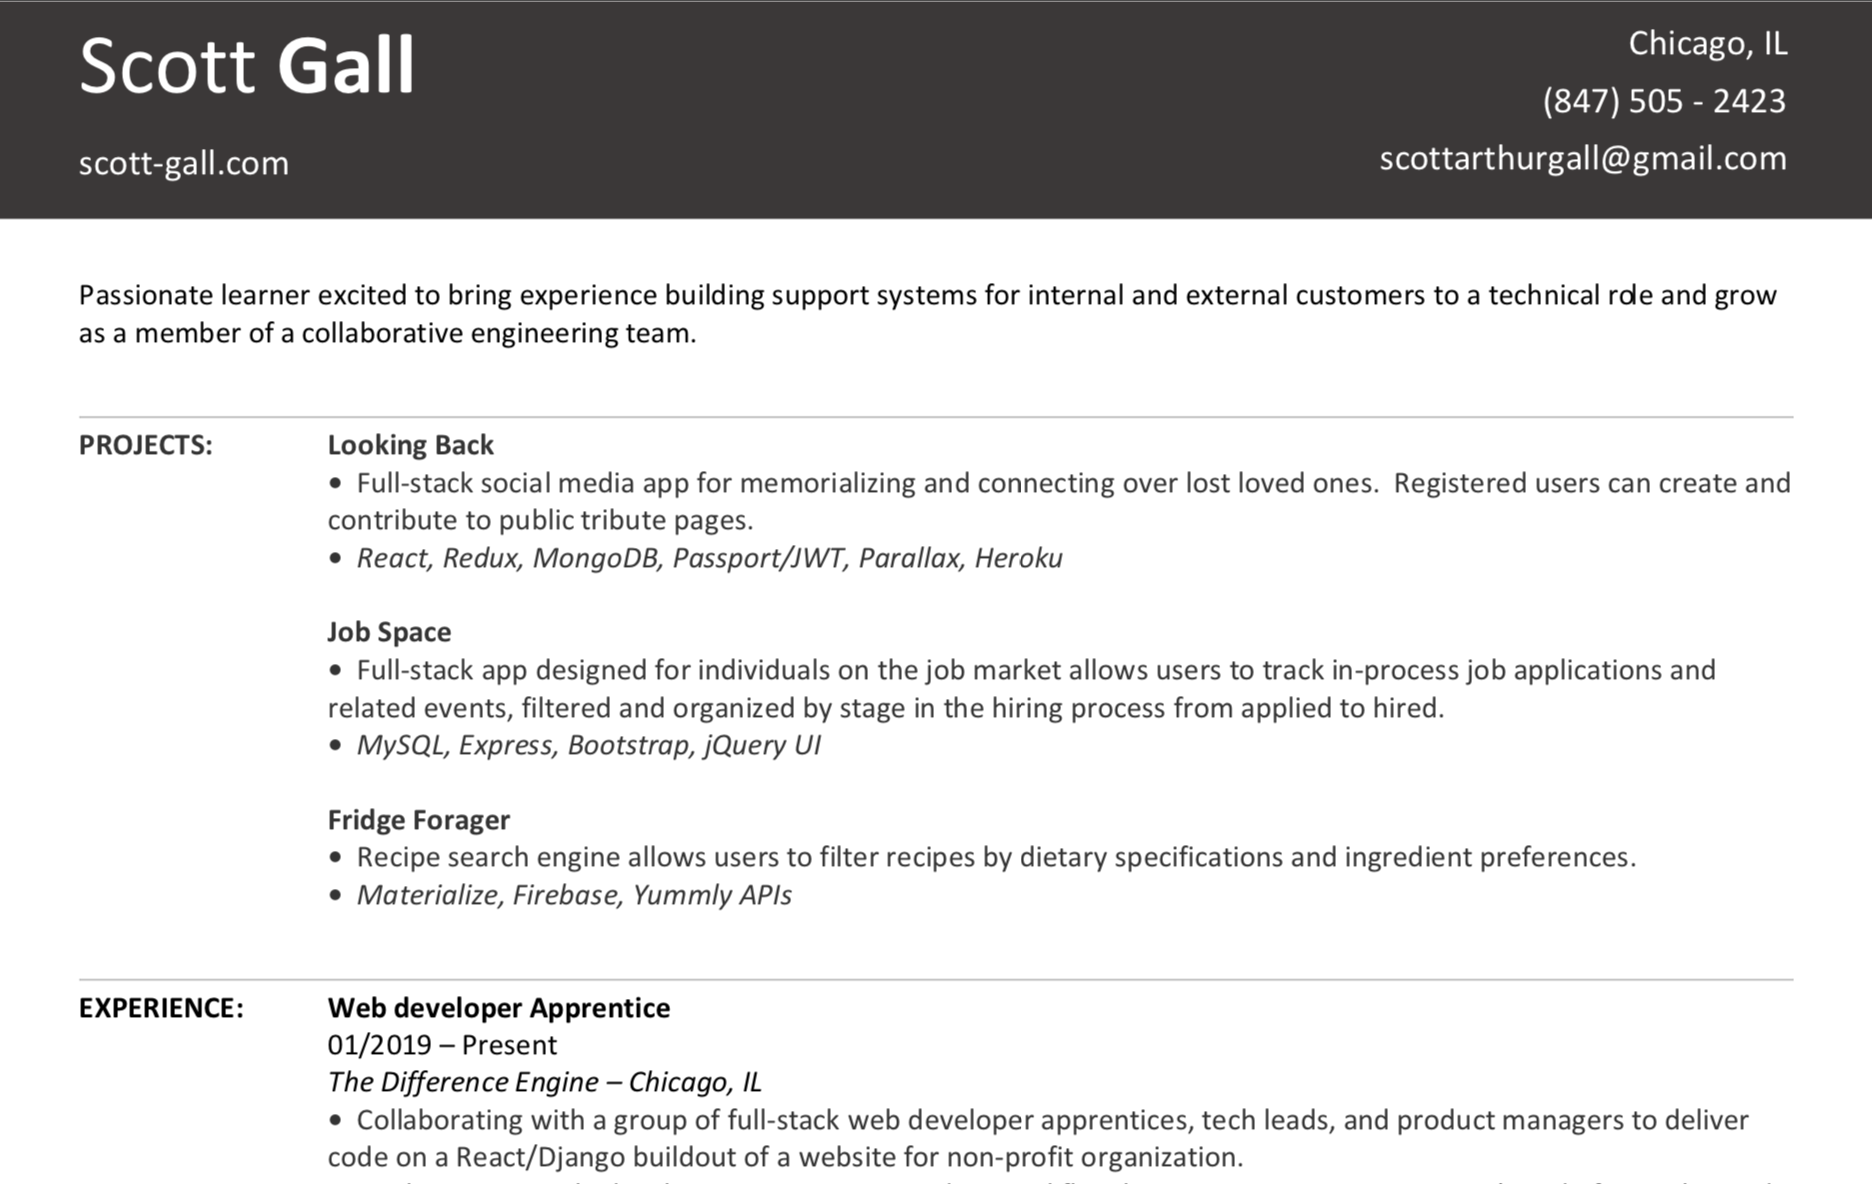 Scott Gall
scott-gall.com
Chicago, IL
(847) 505 - 2423
scottarthurgall@gmail.com
Passionate learner excited to bring experience building support systems for internal and external customers to a technical role and grow
as a member of a collaborative engineering team.
PROJECTS:
Looking Back
• Full-stack social media app for memorializing and connecting over lost loved ones.  Registered users can create and
contribute to public tribute pages.
• React, Redux, MongoDB, Passport/JWT, Parallax, Heroku
Job Space
• Full-stack app designed for individuals on the job market allows users to track in-process job applications and
related events, filtered and organized by stage in the hiring process from applied to hired.
• MySQL, Express, Bootstrap, jQuery UI
Fridge Forager
• Recipe search engine allows users to filter recipes by dietary specifications and ingredient preferences.
• Materialize, Firebase, Yummly APIs
EXPERIENCE:
Web developer Apprentice
01/2019 – Present
The Difference Engine – Chicago, IL
• Collaborating with a group of full-stack web developer apprentices, tech leads, and product managers to deliver
code on a React/Django buildout of a website for non-profit organization.